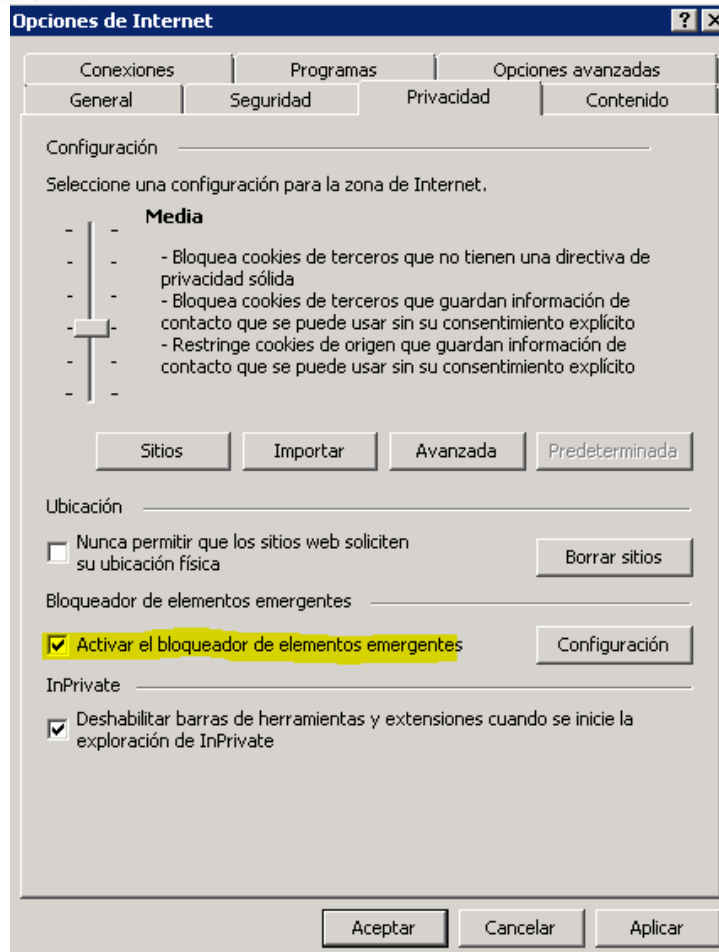 Opciones de Internet
Conexiones Programas Opciones avanzadas
General Seguridad Privacidad Contenido
Configuración
Seleccione una configuración para la zona de Internet.
Media
- Bloquea cookies de terceros que no tienen una directiva de
privacidad sólida
- Bloquea cookies de terceros que guardan información de
contacto que se puede usar sin su consentimiento explícito
- Restringe cookies de origen que guardan información de
contacto que se puede usar sin su consentimiento explícito
Sitios Importar Avanzada Predeterminada
Ubicación
Nunca permitir que los sitios web soliciten
su ubicación física
Borrar sitios
Bloqueador de elementos emergentes
Activar el bloqueador de elementos emergentes Configuración
InPrivate
Deshabilitar barras de herramientas y extensiones cuando se inicie la
exploración de InPrivate
Aceptar Cancelar Aplicar